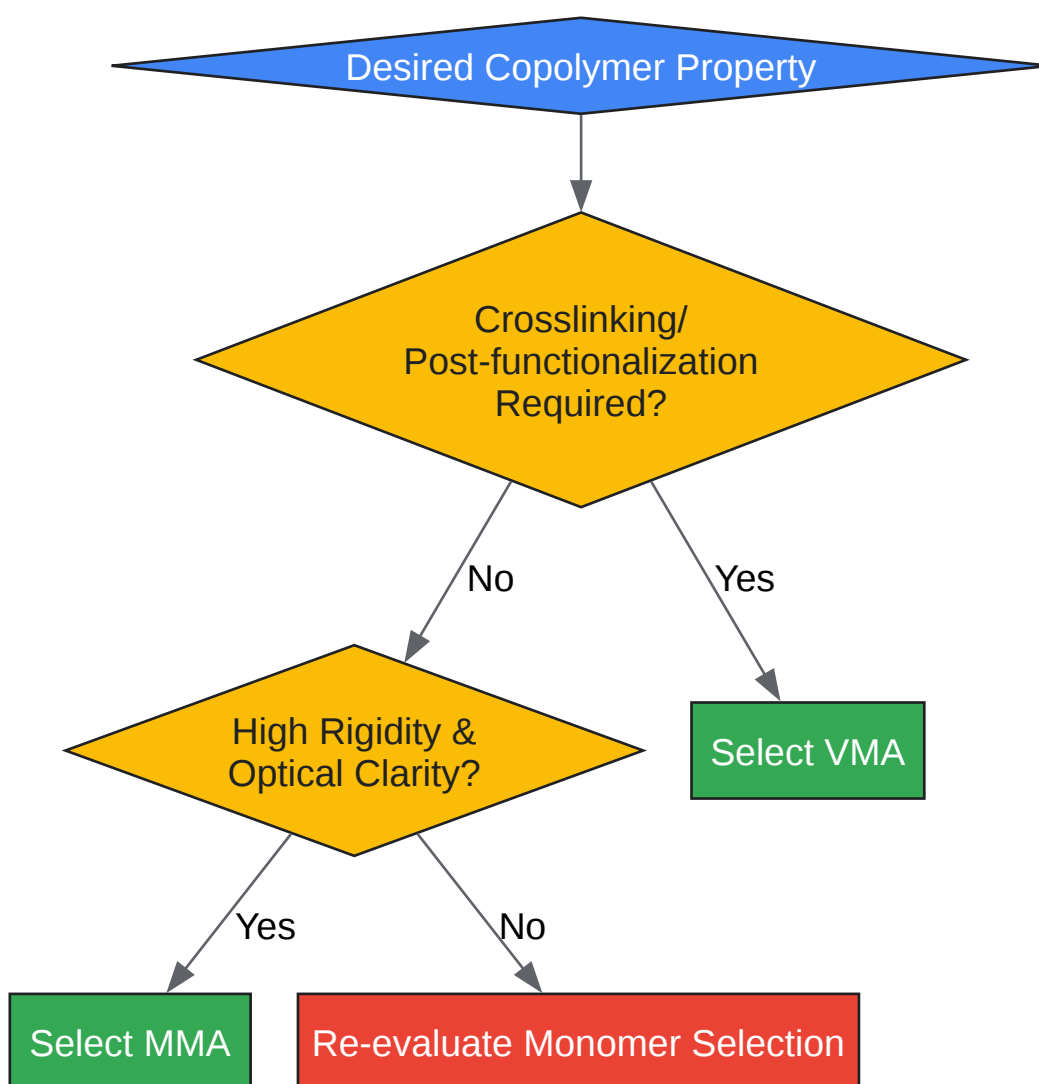 Desired Copolymer Property
Crosslinking/
Post-functionalization
Required?
No
Yes
High Rigidity &
Optical Clarity?
Select VMA
Yes
No
Select MMA
Re-evaluate Monomer Selection